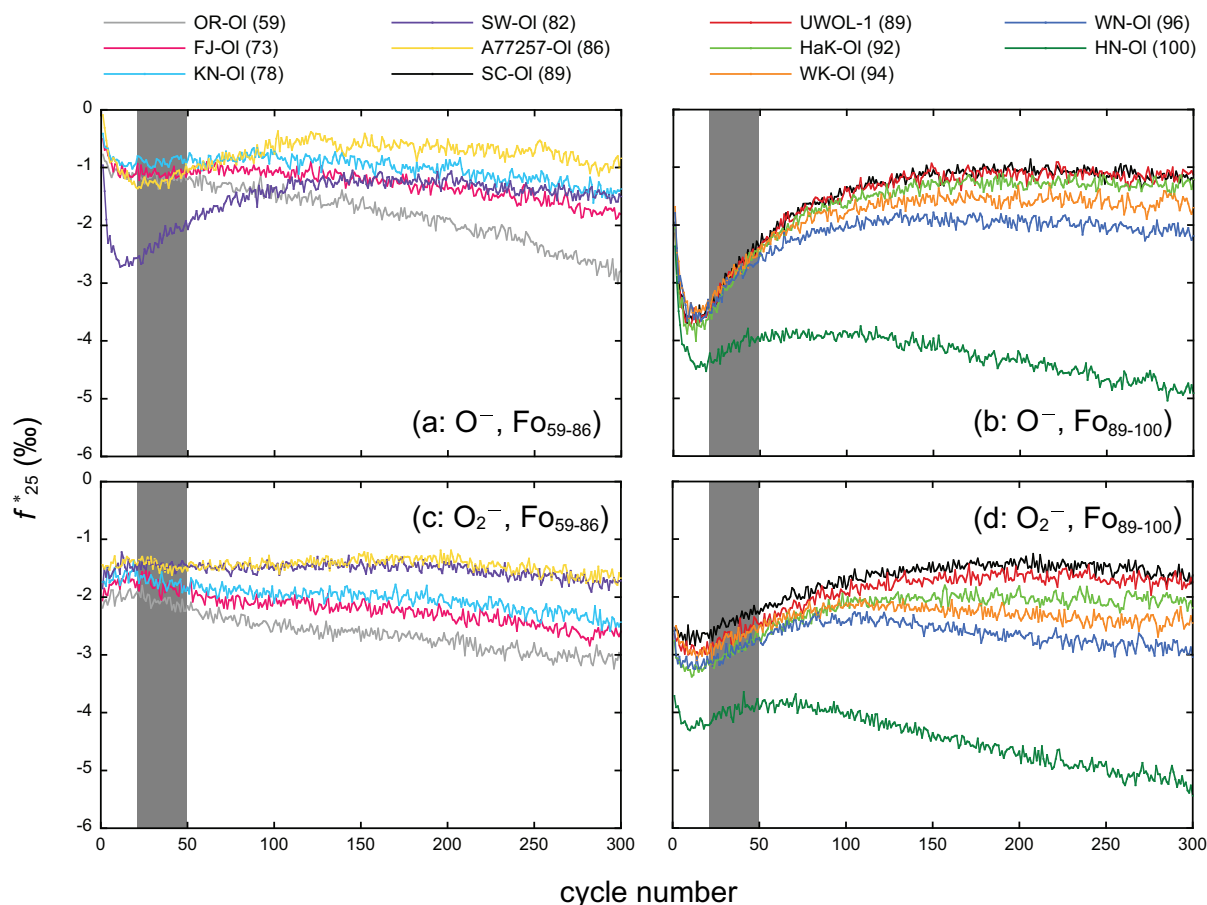 OR-Ol (59) SW-Ol (82) UWOL-1 (89) WN-Ol (96)
FJ-Ol (73) A77257-Ol (86) HaK-Ol (92) HN-Ol (100)
KN-Ol (78) SC-Ol (89) WK-Ol (94)
0
-1
-2
-3
-4
-5
-6
(a: O⁻, Fo₅₉₋₈₆)
(b: O⁻, Fo₈₉₋₁₀₀)
f*₂₅ (‰)
0
-1
-2
-3
-4
-5
-6
(c: O₂⁻, Fo₅₉₋₈₆)
(d: O₂⁻, Fo₈₉₋₁₀₀)
0 50 100 150 200 250 300
0 50 100 150 200 250 300
cycle number